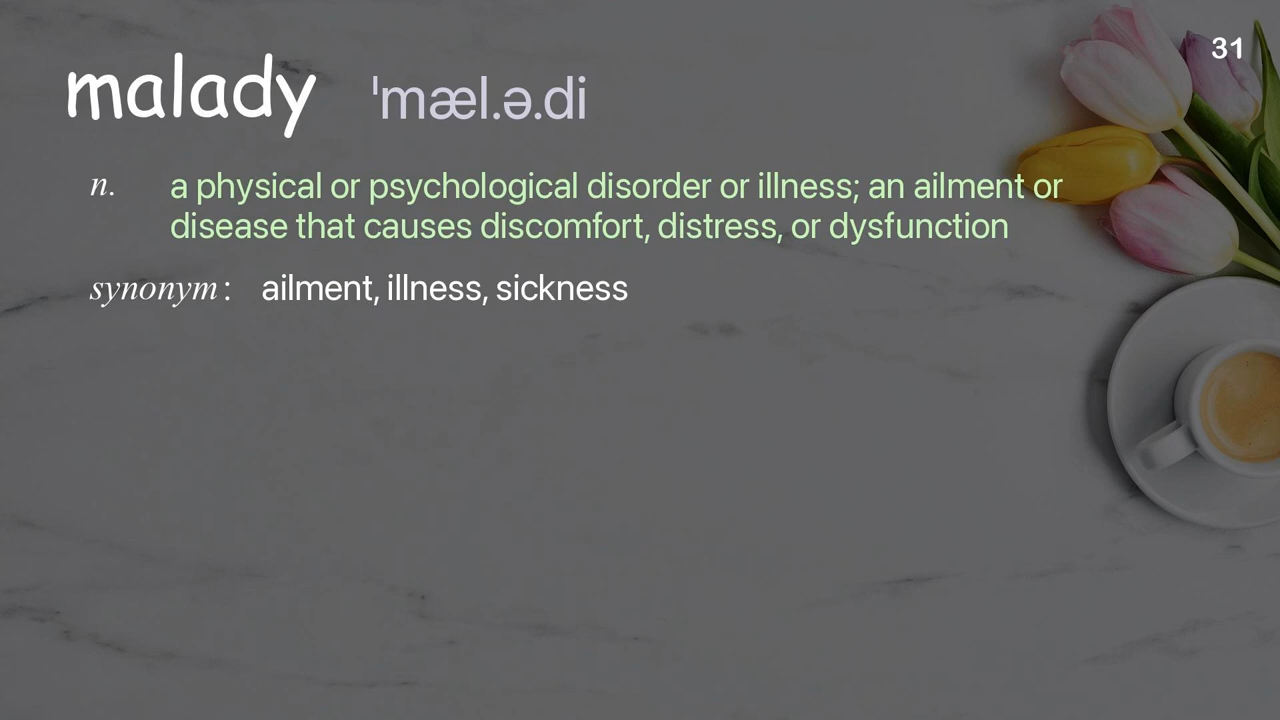 31
malady ˈmæl.ə.di
n. a physical or psychological disorder or illness; an ailment or
disease that causes discomfort, distress, or dysfunction
synonym: ailment, illness, sickness